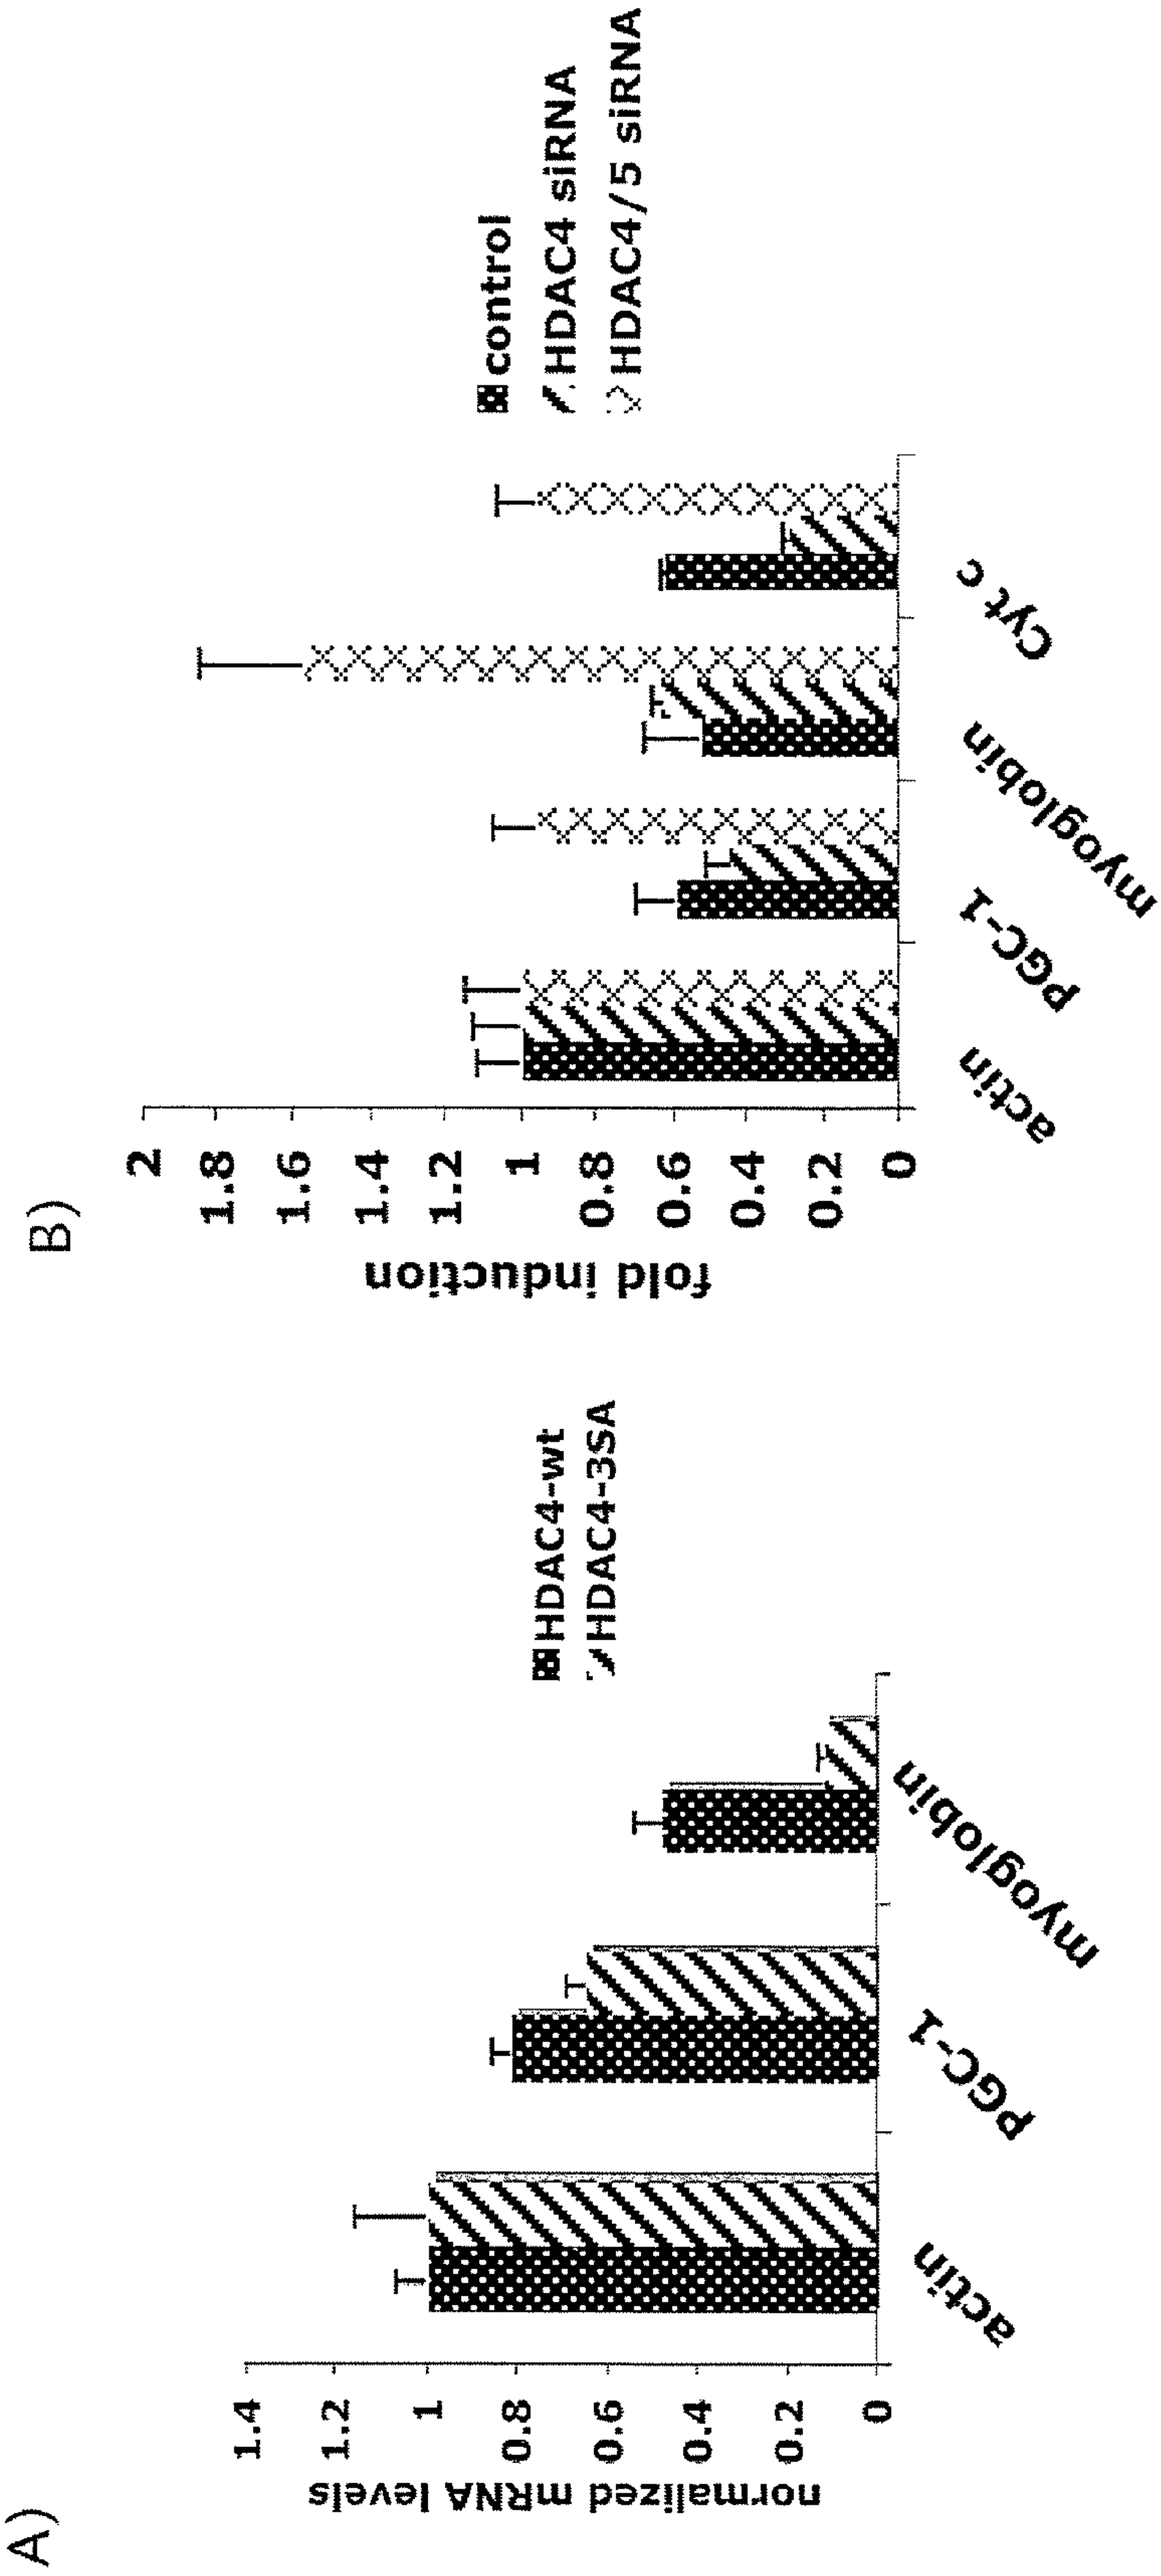 A)
normalized mRNA levels
1.4
1.2
1
0.8
0.6
0.4
0.2
0
actin
PGC-1
myoglobin
HDAC4-wt
HDAC4-3SA
B)
fold induction
2
1.8
1.6
1.4
1.2
1
0.8
0.6
0.4
0.2
0
actin
PGC-1
myoglobin
Cyt c
control
HDAC4 siRNA
HDAC4/5 siRNA